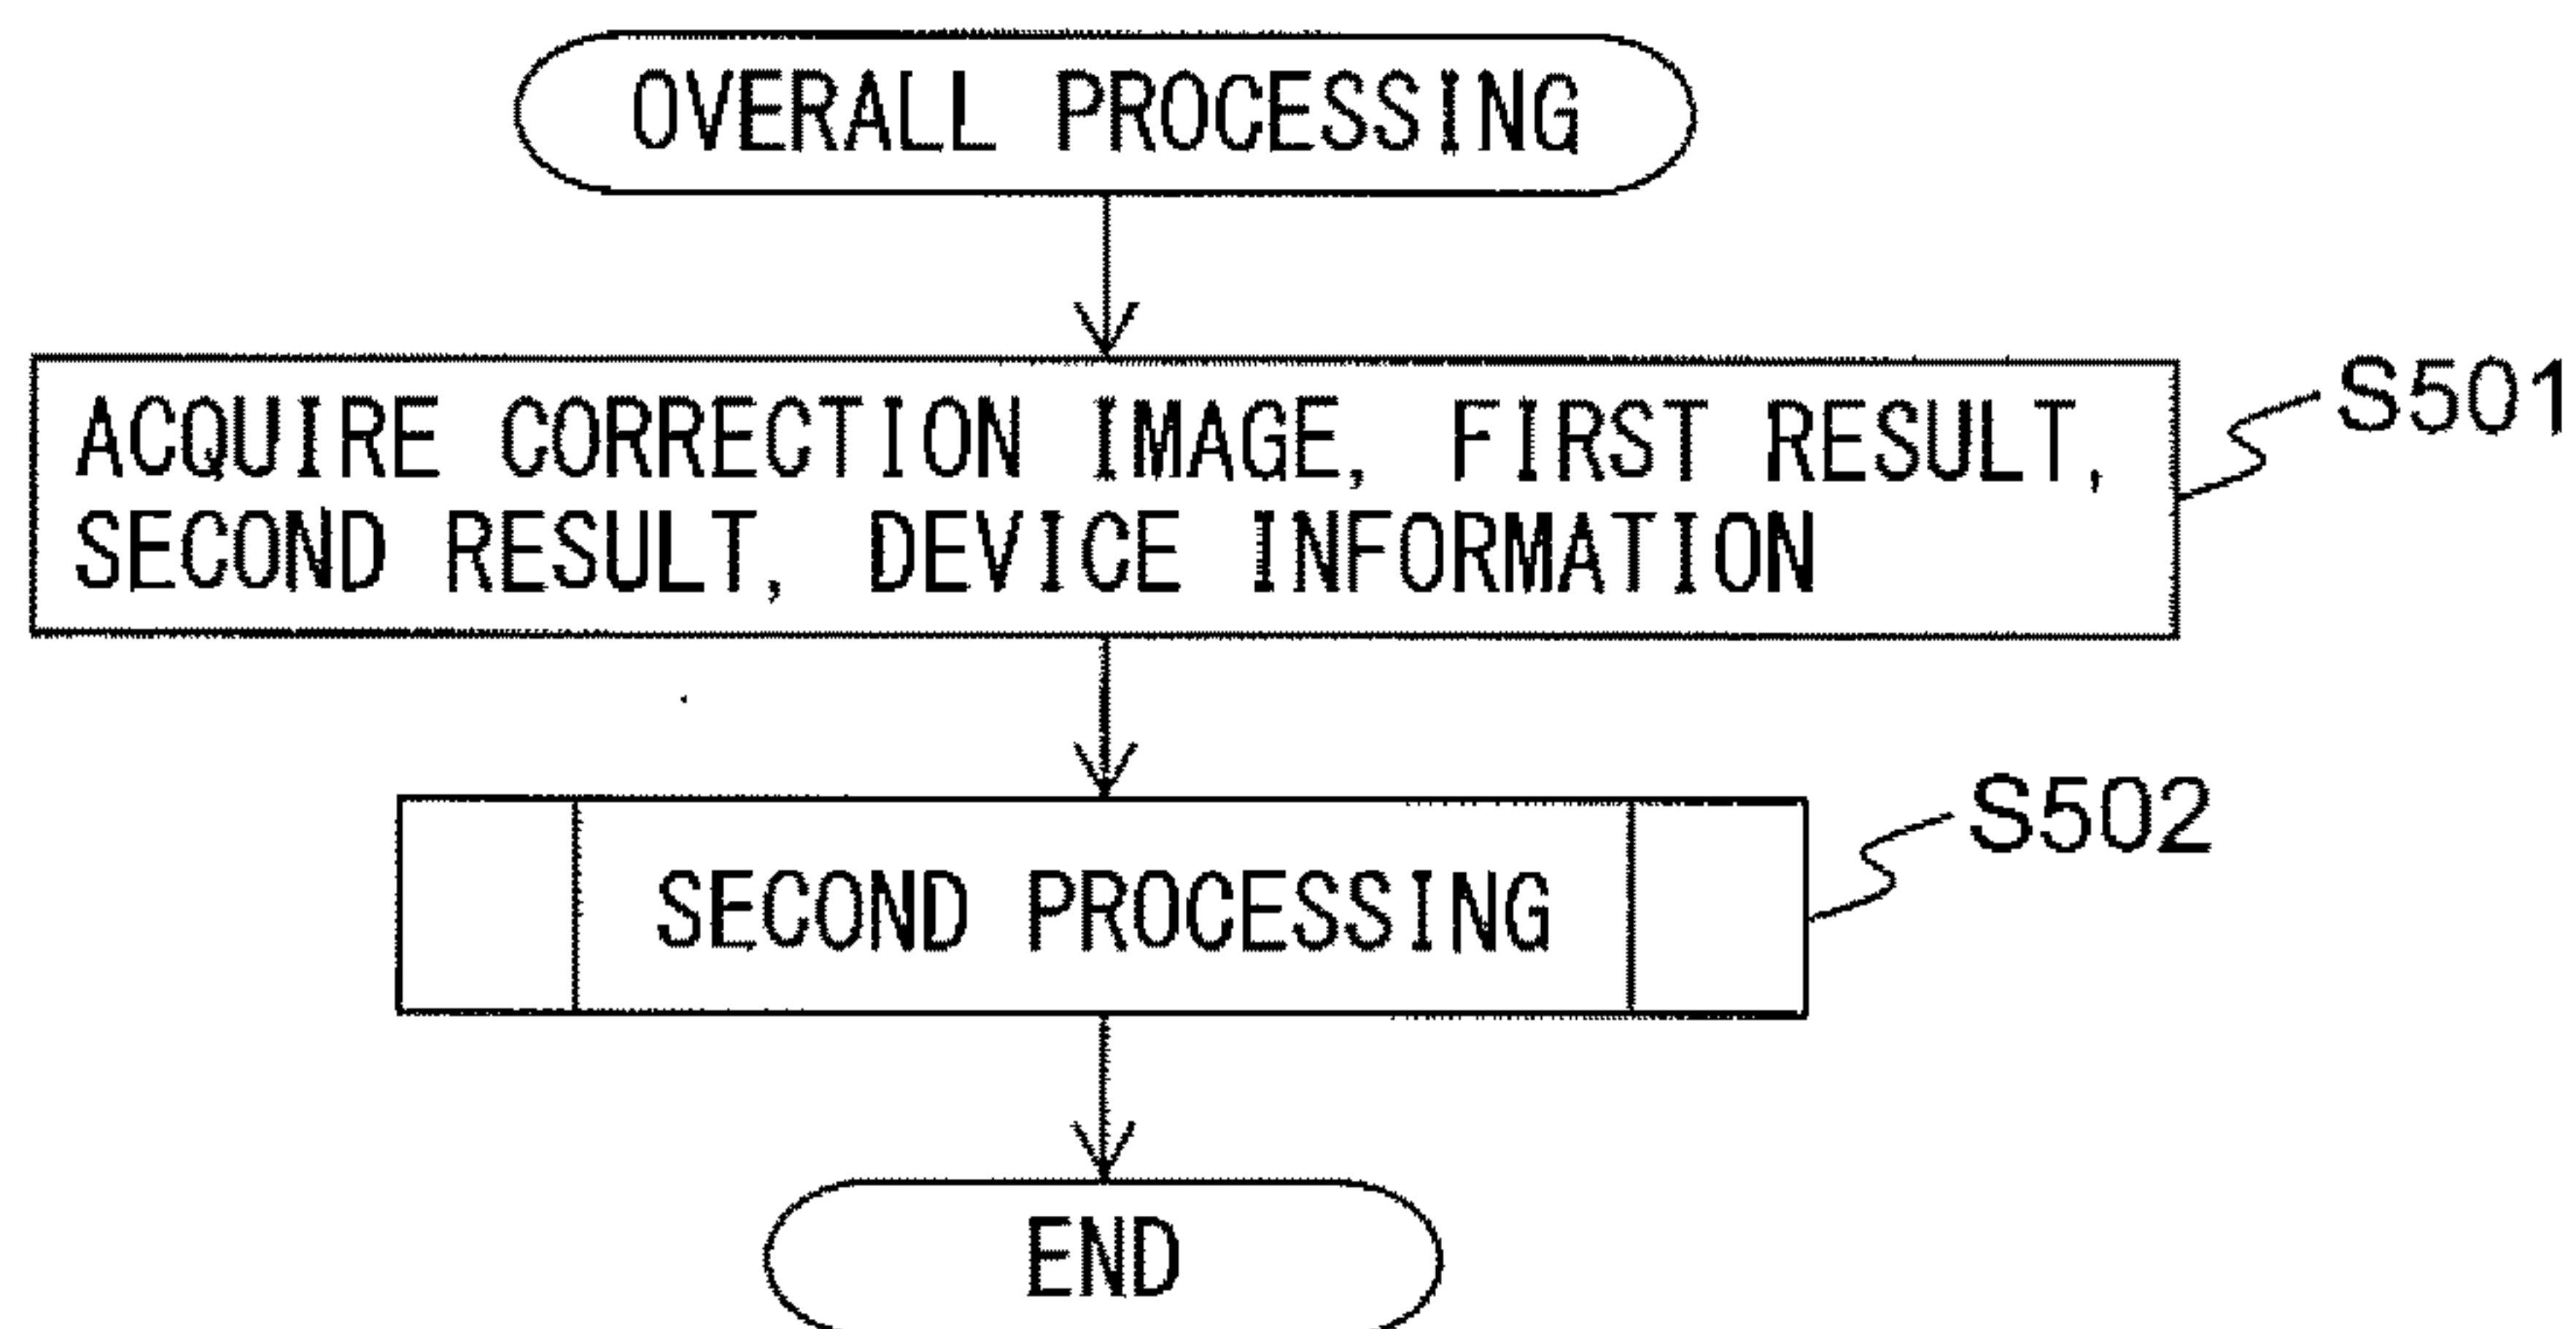 OVERALL PROCESSING
ACQUIRE CORRECTION IMAGE, FIRST RESULT,
SECOND RESULT, DEVICE INFORMATION
S501
SECOND PROCESSING
S502
END